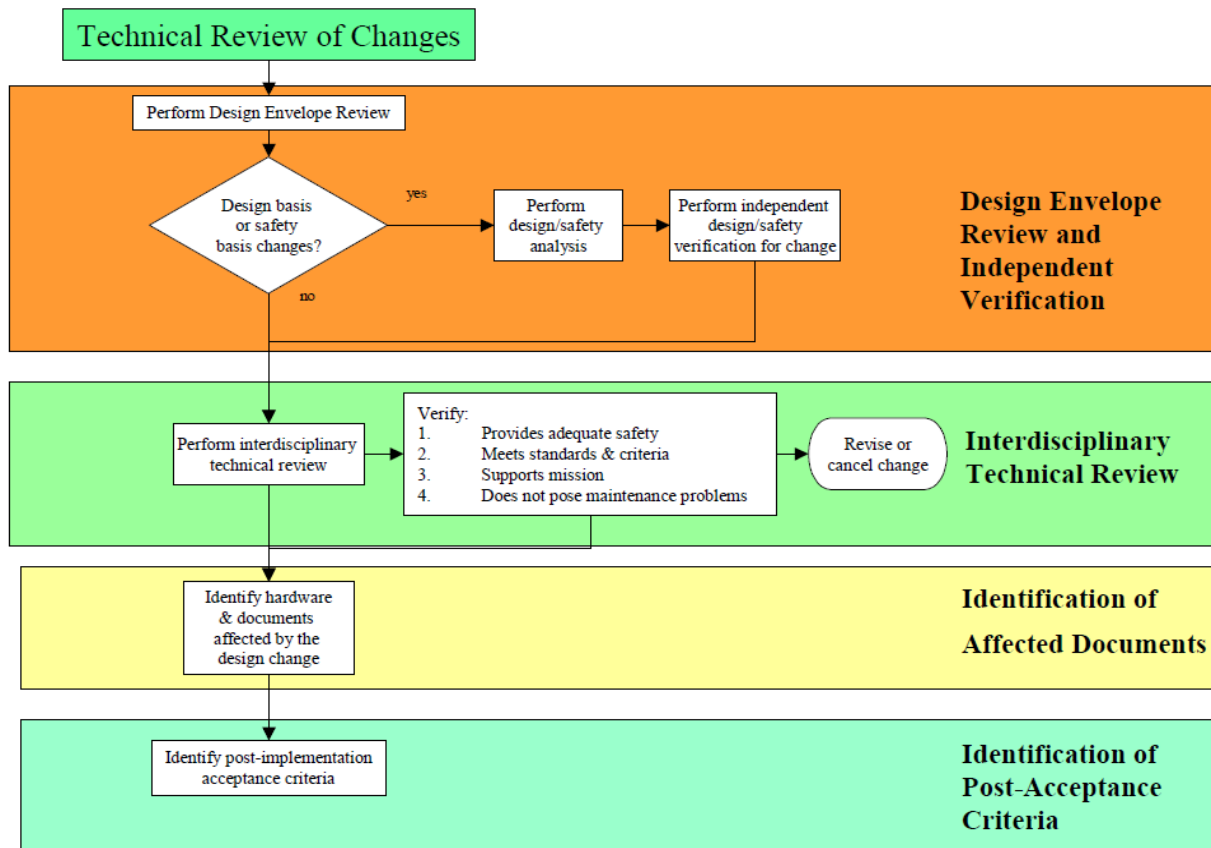 Technical Review of Changes
Perform Design Envelope Review
Design basis
or safety
basis changes?
yes
no
Perform
design/safety
analysis
Perform independent
design/safety
verification for change
Design Envelope
Review and
Independent
Verification
Perform interdisciplinary
technical review
Verify:
1. Provides adequate safety
2. Meets standards & criteria
3. Supports mission
4. Does not pose maintenance problems
Revise or
cancel change
Interdisciplinary
Technical Review
Identify hardware
& documents
affected by the
design change
Identification of
Affected Documents
Identify post-implementation
acceptance criteria
Identification of
Post-Acceptance
Criteria